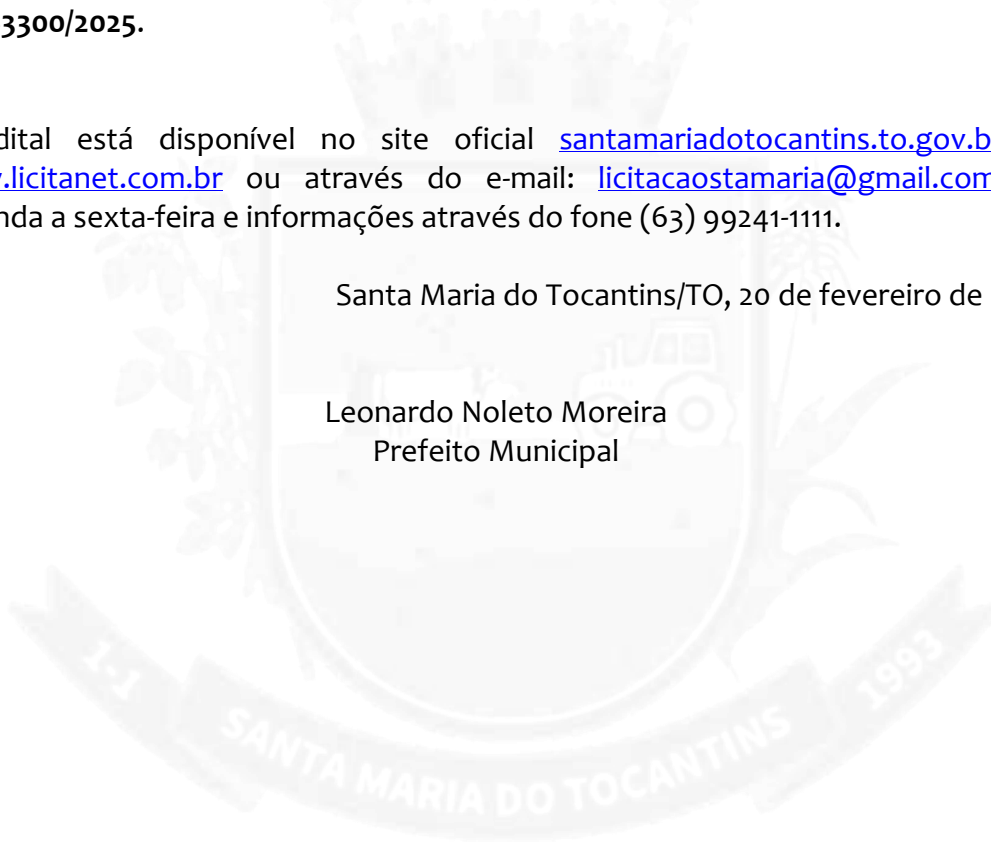 3300/2025.
dital está disponível no site oficial santamariadotocantins.to.gov.b
.licitanet.com.br ou através do e-mail: licitacaostamaria@gmail.com
nda a sexta-feira e informações através do fone (63) 99241-1111.
Santa Maria do Tocantins/TO, 20 de fevereiro de
Leonardo Noleto Moreira
Prefeito Municipal
1-1 SANTA MARIA DO TOCANTINS 1993